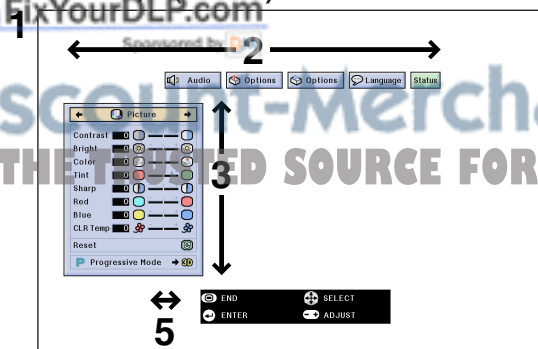 FixYourDLP.com
Sponsored by
1
2
Audio Options Options Language Status
Picture
Contrast 0
Bright 0
Color 0
Tint 0
Sharp 0
Red 0
Blue 0
CLR Temp 0
Reset
P Progressive Mode 3D
3
scount-Mercha
THE TRUSTED SOURCE FOR
END SELECT
ENTER ADJUST
5